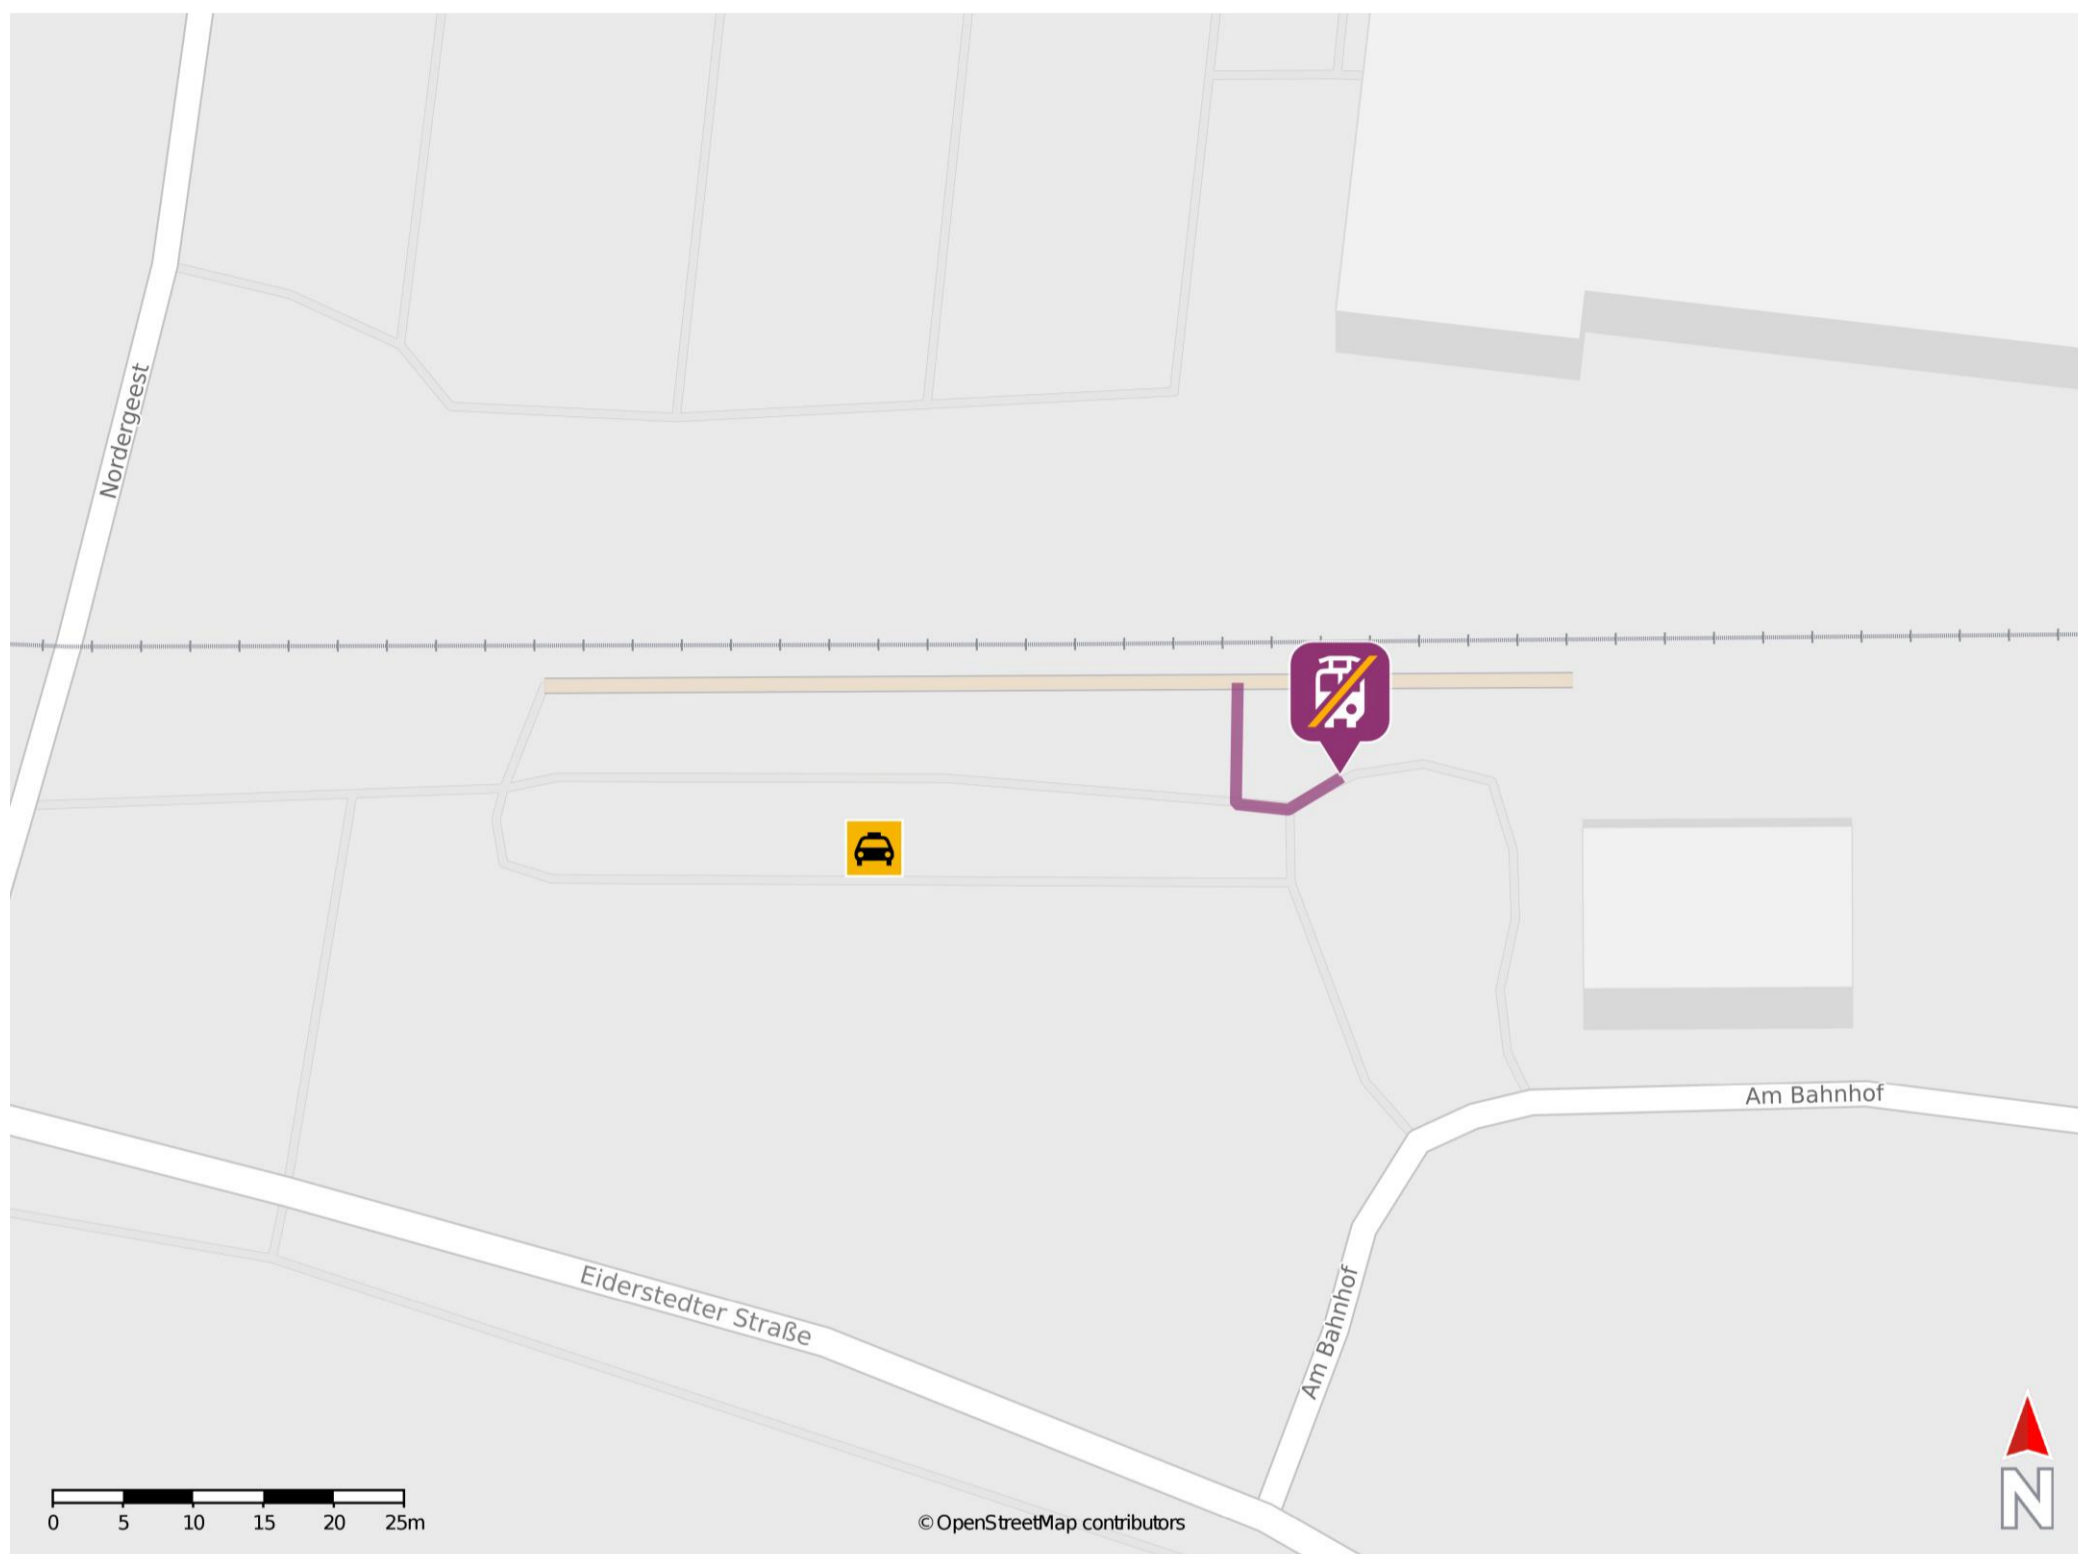 Nordergeest
Am Bahnhof
Eiderstedter Straße
Am Bahnhof
N
0 5 10 15 20 25m
© OpenStreetMap contributors